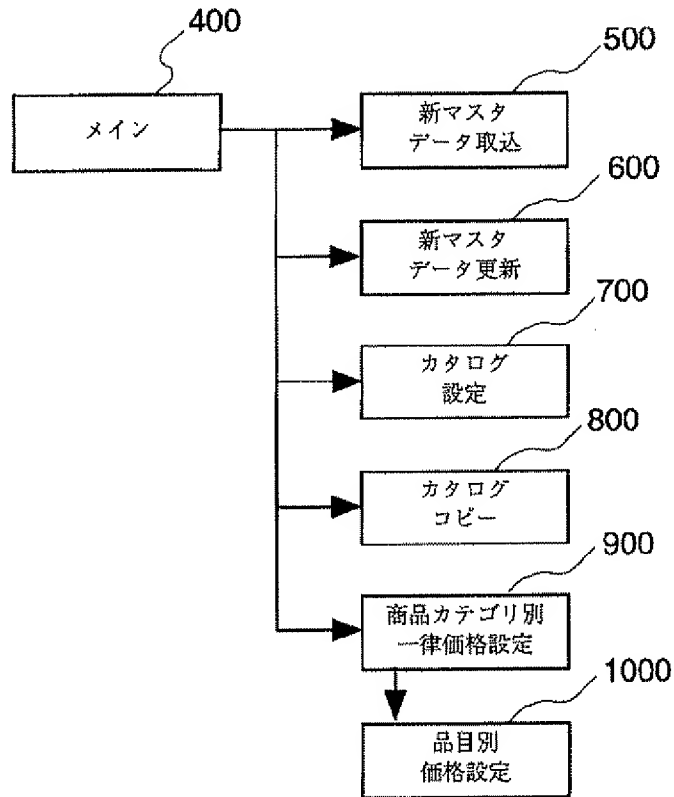 400
メイン
500
新マスタ
データ取込
600
新マスタ
データ更新
700
カタログ
設定
800
カタログ
コピー
900
商品カテゴリ別
一律価格設定
1000
品目別
価格設定